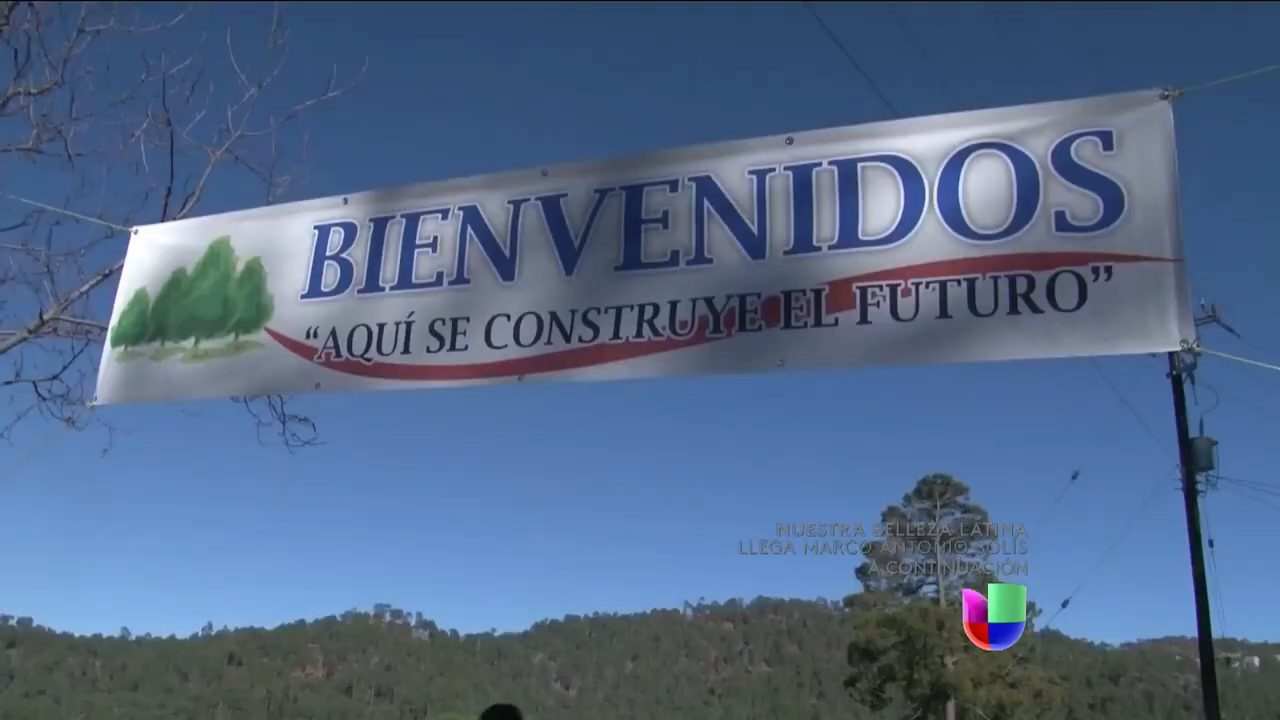 BIENVENIDOS
“AQUÍ SE CONSTRUYE EL FUTURO”
NUESTRA BELLEZA LATINA
LLEGA MARCO ANTONIO SOLÍS
A CONTINUACIÓN